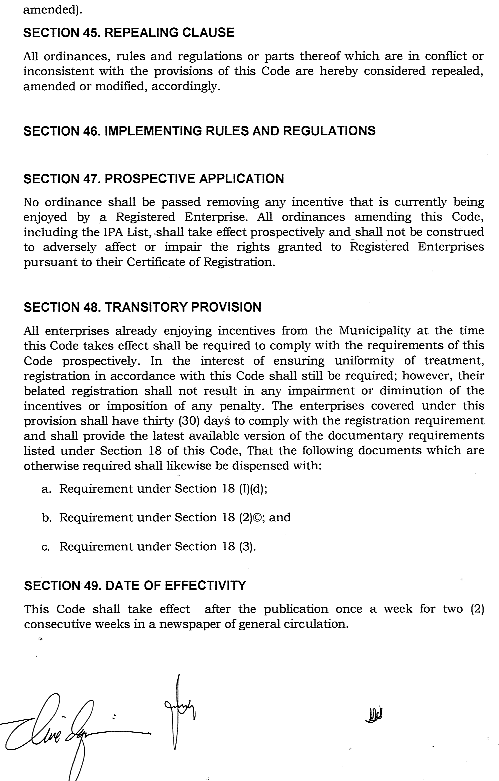 amended).
SECTION 45. REPEALING CLAUSE
All ordinances, rules and regulations or parts thereof which are in conflict or
inconsistent with the provisions of this Code are hereby considered repealed,
amended or modified, accordingly.
SECTION 46. IMPLEMENTING RULES AND REGULATIONS
SECTION 47. PROSPECTIVE APPLICATION
No ordinance shall be passed removing any incentive that is currently being
enjoyed by a Registered Enterprise. All ordinances amending this Code,
including the IPA List, shall take effect prospectively and shall not be construed
to adversely affect or impair the rights granted to Registered Enterprises
pursuant to their Certificate of Registration.
SECTION 48. TRANSITORY PROVISION
All enterprises already enjoying incentives from the Municipality at the time
this Code takes effect shall be required to comply with the requirements of this
Code prospectively. In the interest of ensuring uniformity of treatment,
registration in accordance with this Code shall still be required; however, their
belated registration shall not result in any impairment or diminution of the
incentives or imposition of any penalty. The enterprises covered under this
provision shall have thirty (30) days to comply with the registration requirement
and shall provide the latest available version of the documentary requirements
listed under Section 18 of this Code, That the following documents which are
otherwise required shall likewise be dispensed with:
a. Requirement under Section 18 (l)(d);
b. Requirement under Section 18 (2)©; and
c. Requirement under Section 18 (3).
SECTION 49. DATE OF EFFECTIVITY
This Code shall take effect after the publication once a week for two (2)
consecutive weeks in a newspaper of general circulation.